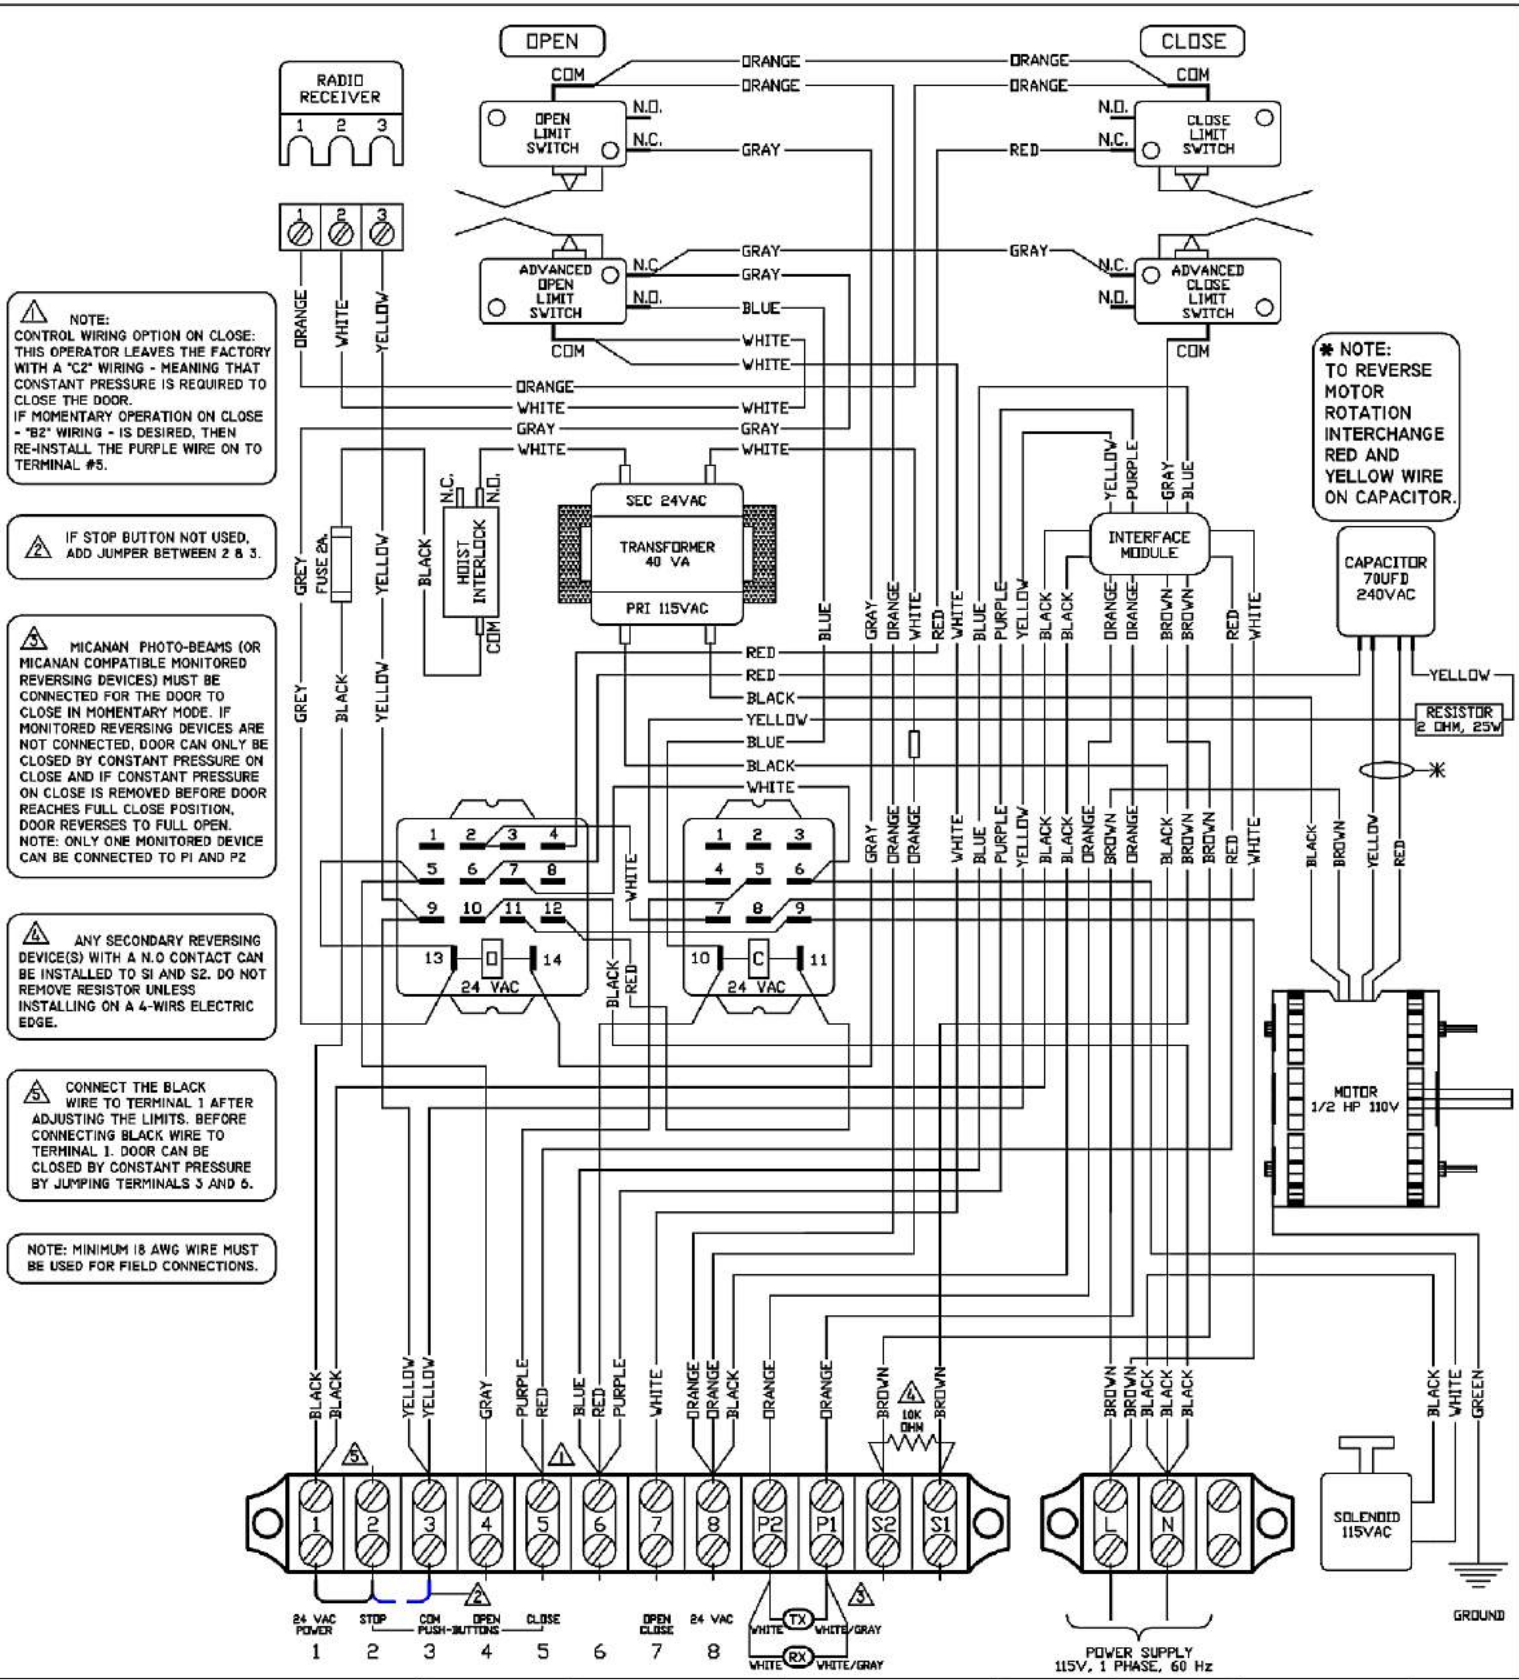 OPEN
CLOSE
RADIO
RECEIVER
1 2 3
COM
ORANGE
ORANGE
COM
ORANGE
ORANGE
N.O.
N.C.
OPEN
LIMIT
SWITCH
GRAY
RED
N.O.
N.C.
CLOSE
LIMIT
SWITCH
1 2 3
ORANGE
WHITE
YELLOW
ADVANCED
OPEN
LIMIT
SWITCH
N.C.
N.O.
COM
GRAY
GRAY
BLUE
WHITE
WHITE
GRAY
N.C.
N.O.
ADVANCED
CLOSE
LIMIT
SWITCH
COM
1 NOTE:
CONTROL WIRING OPTION ON CLOSE:
THIS OPERATOR LEAVES THE FACTORY
WITH A "C2" WIRING - MEANING THAT
CONSTANT PRESSURE IS REQUIRED TO
CLOSE THE DOOR.
IF MOMENTARY OPERATION ON CLOSE
- "B2" WIRING - IS DESIRED, THEN
RE-INSTALL THE PURPLE WIRE ON TO
TERMINAL #5.
2 IF STOP BUTTON NOT USED,
ADD JUMPER BETWEEN 2 & 3.
3 MICANAN PHOTO-BEAMS (OR
MICANAN COMPATIBLE MONITORED
REVERSING DEVICES) MUST BE
CONNECTED FOR THE DOOR TO
CLOSE IN MOMENTARY MODE. IF
MONITORED REVERSING DEVICES ARE
NOT CONNECTED, DOOR CAN ONLY BE
CLOSED BY CONSTANT PRESSURE ON
CLOSE AND IF CONSTANT PRESSURE
ON CLOSE IS REMOVED BEFORE DOOR
REACHES FULL CLOSE POSITION,
DOOR REVERSES TO FULL OPEN.
NOTE: ONLY ONE MONITORED DEVICE
CAN BE CONNECTED TO P1 AND P2
4 ANY SECONDARY REVERSING
DEVICE(S) WITH A N.O CONTACT CAN
BE INSTALLED TO S1 AND S2. DO NOT
REMOVE RESISTOR UNLESS
INSTALLING ON A 4-WIRS ELECTRIC
EDGE.
5 CONNECT THE BLACK
WIRE TO TERMINAL 1 AFTER
ADJUSTING THE LIMITS. BEFORE
CONNECTING BLACK WIRE TO
TERMINAL 1. DOOR CAN BE
CLOSED BY CONSTANT PRESSURE
BY JUMPING TERMINALS 3 AND 6.
NOTE: MINIMUM 18 AWG WIRE MUST
BE USED FOR FIELD CONNECTIONS.
* NOTE:
TO REVERSE
MOTOR
ROTATION
INTERCHANGE
RED AND
YELLOW WIRE
ON CAPACITOR.
ORANGE
WHITE
WHITE
GRAY
GRAY
WHITE
WHITE
GREY
FUSE 2A.
YELLOW
BLACK
N.C.
N.O.
HOIST
INTERLOCK
COM
SEC 24VAC
TRANSFORMER
40 VA
PRI 115VAC
YELLOW
PURPLE
GRAY
BLUE
INTERFACE
MODULE
CAPACITOR
70UFD
240VAC
BLUE
GRAY
ORANGE
WHITE
RED
WHITE
BLUE
PURPLE
YELLOW
BLACK
BLACK
ORANGE
ORANGE
BROWN
BROWN
RED
WHITE
GREY
BLACK
YELLOW
RED
RED
BLACK
YELLOW
BLUE
BLACK
WHITE
YELLOW
RESISTOR
2 OHM, 25W
*
1 2 3 4
5 6 7 8
9 10 11 12
13 O 14
24 VAC
WHITE
BLACK
RED
1 2 3
4 5 6
7 8 9
10 C 11
24 VAC
GRAY
ORANGE
ORANGE
WHITE
BLUE
PURPLE
YELLOW
BLACK
BLACK
ORANGE
BROWN
ORANGE
BLACK
BROWN
BROWN
RED
WHITE
BLACK
BROWN
YELLOW
RED
MOTOR
1/2 HP 110V
BLACK
BLACK
YELLOW
YELLOW
GRAY
PURPLE
RED
BLUE
RED
PURPLE
WHITE
ORANGE
ORANGE
BLACK
ORANGE
ORANGE
BROWN
4
10K
OHM
BROWN
BROWN
BROWN
BLACK
BLACK
BLACK
BLACK
WHITE
GREEN
5
1
1 2 3 4 5 6 7 8 P2 P1 S2 S1
L N
SOLENOID
115VAC
2
3
24 VAC
POWER
STOP
COM
OPEN
CLOSE
PUSH-BUTTONS
OPEN
CLOSE
24 VAC
WHITE TX WHITE/GRAY
WHITE RX WHITE/GRAY
1 2 3 4 5 6 7 8
POWER SUPPLY
115V, 1 PHASE, 60 Hz
GROUND